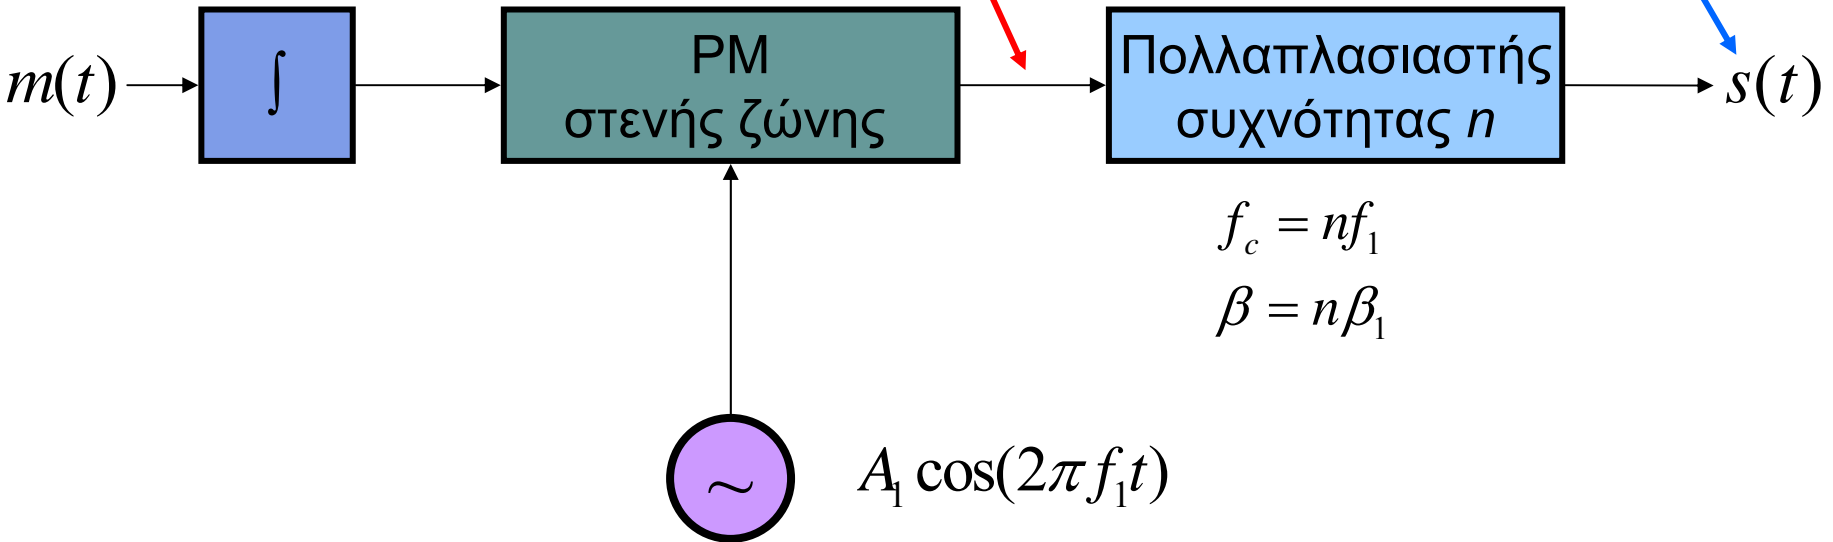 m(t)
∫
PM
στενής ζώνης
Πολλαπλασιαστής
συχνότητας n
s(t)
f_c = nf_1
β = nβ_1
~
A_1 cos(2πf_1t)